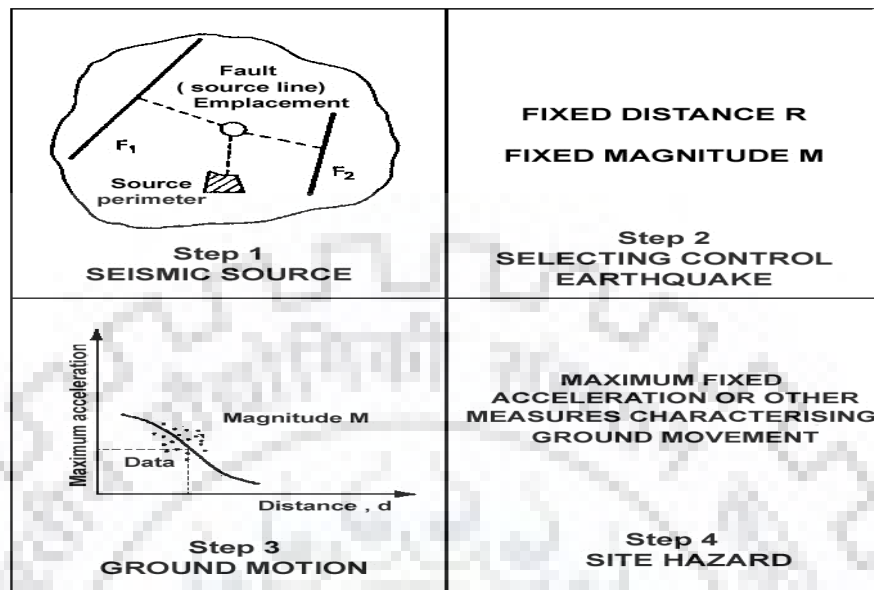 Fault
( source line)
Emplacement
F1
F2
Source
perimeter
Step 1
SEISMIC SOURCE
FIXED DISTANCE R
FIXED MAGNITUDE M
Step 2
SELECTING CONTROL
EARTHQUAKE
Maximum acceleration
Magnitude M
Data
Distance , d
Step 3
GROUND MOTION
MAXIMUM FIXED
ACCELERATION OR OTHER
MEASURES CHARACTERISING
GROUND MOVEMENT
Step 4
SITE HAZARD